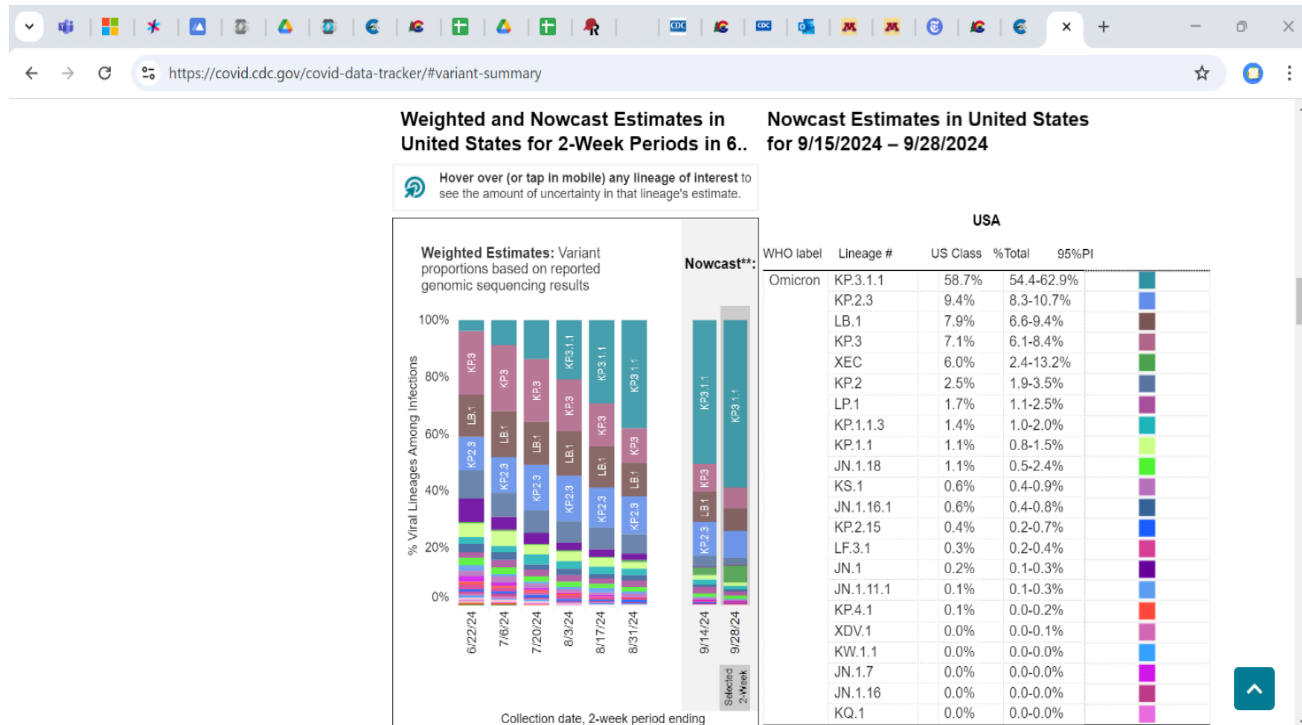 https://covid.cdc.gov/covid-data-tracker/#variant-summary
Weighted and Nowcast Estimates in
United States for 2-Week Periods in 6..
Hover over (or tap in mobile) any lineage of interest to
see the amount of uncertainty in that lineage's estimate.
Weighted Estimates: Variant
proportions based on reported
genomic sequencing results
Nowcast**:
% Viral Lineages Among Infections
100%
80%
60%
40%
20%
0%
KP.3
LB.1
KP.2.3
KP.3
LB.1
KP.2.3
KP.3
LB.1
KP.2.3
KP.3.1.1
KP.3
LB.1
KP.2.3
KP.3.1.1
KP.3
LB.1
KP.2.3
KP.3.1.1
KP.3
LB.1
KP.2.3
KP.3.1.1
KP.3
LB.1
KP.2.3
KP.3.1.1
6/22/24
7/6/24
7/20/24
8/3/24
8/17/24
8/31/24
9/14/24
9/28/24
Selected
2-Week
Collection date, 2-week period ending
Nowcast Estimates in United States
for 9/15/2024 – 9/28/2024
USA
WHO label Lineage # US Class %Total 95%PI
Omicron KP.3.1.1 58.7% 54.4-62.9%
KP.2.3 9.4% 8.3-10.7%
LB.1 7.9% 6.6-9.4%
KP.3 7.1% 6.1-8.4%
XEC 6.0% 2.4-13.2%
KP.2 2.5% 1.9-3.5%
LP.1 1.7% 1.1-2.5%
KP.1.1.3 1.4% 1.0-2.0%
KP.1.1 1.1% 0.8-1.5%
JN.1.18 1.1% 0.5-2.4%
KS.1 0.6% 0.4-0.9%
JN.1.16.1 0.6% 0.4-0.8%
KP.2.15 0.4% 0.2-0.7%
LF.3.1 0.3% 0.2-0.4%
JN.1 0.2% 0.1-0.3%
JN.1.11.1 0.1% 0.1-0.3%
KP.4.1 0.1% 0.0-0.2%
XDV.1 0.0% 0.0-0.1%
KW.1.1 0.0% 0.0-0.0%
JN.1.7 0.0% 0.0-0.0%
JN.1.16 0.0% 0.0-0.0%
KQ.1 0.0% 0.0-0.0%